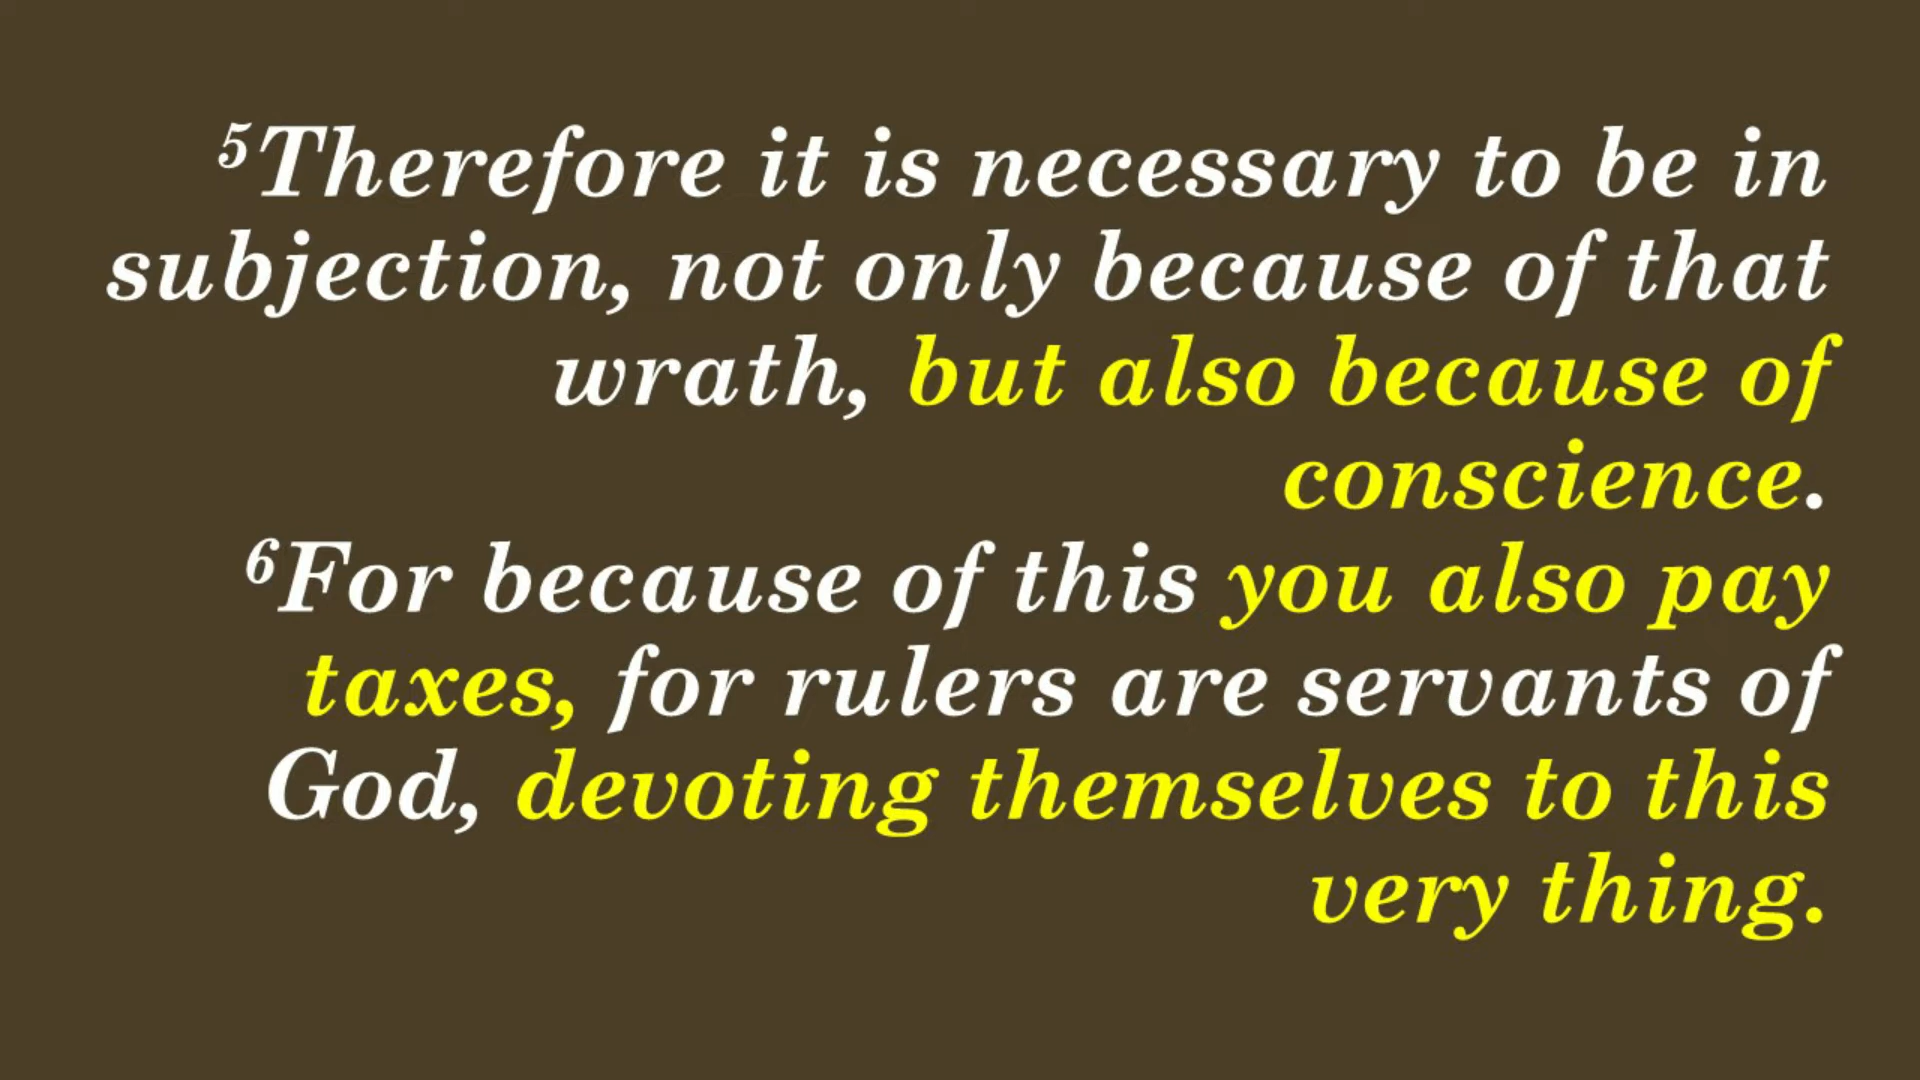 ⁵Therefore it is necessary to be in
subjection, not only because of that
wrath, but also because of
conscience.
⁶For because of this you also pay
taxes, for rulers are servants of
God, devoting themselves to this
very thing.